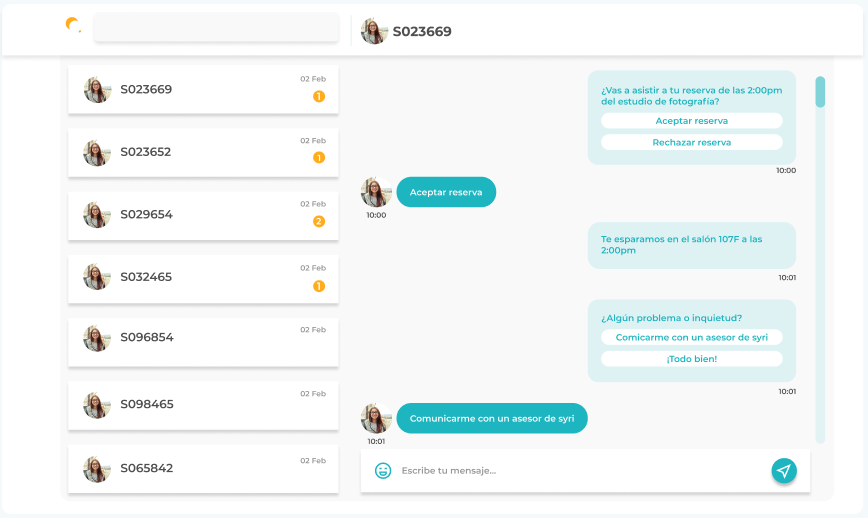 S023669
S023669
02 Feb
1
S023652
02 Feb
1
S029654
02 Feb
2
S032465
02 Feb
1
S096854
02 Feb
S098465
02 Feb
S065842
02 Feb
¿Vas a asistir a tu reserva de las 2:00pm
del estudio de fotografía?
Aceptar reserva
Rechazar reserva
10:00
Aceptar reserva
10:00
Te esparamos en el salón 107F a las
2:00pm
10:01
¿Algún problema o inquietud?
Comicarme con un asesor de syri
¡Todo bien!
10:01
Comunicarme con un asesor de syri
10:01
Escribe tu mensaje...